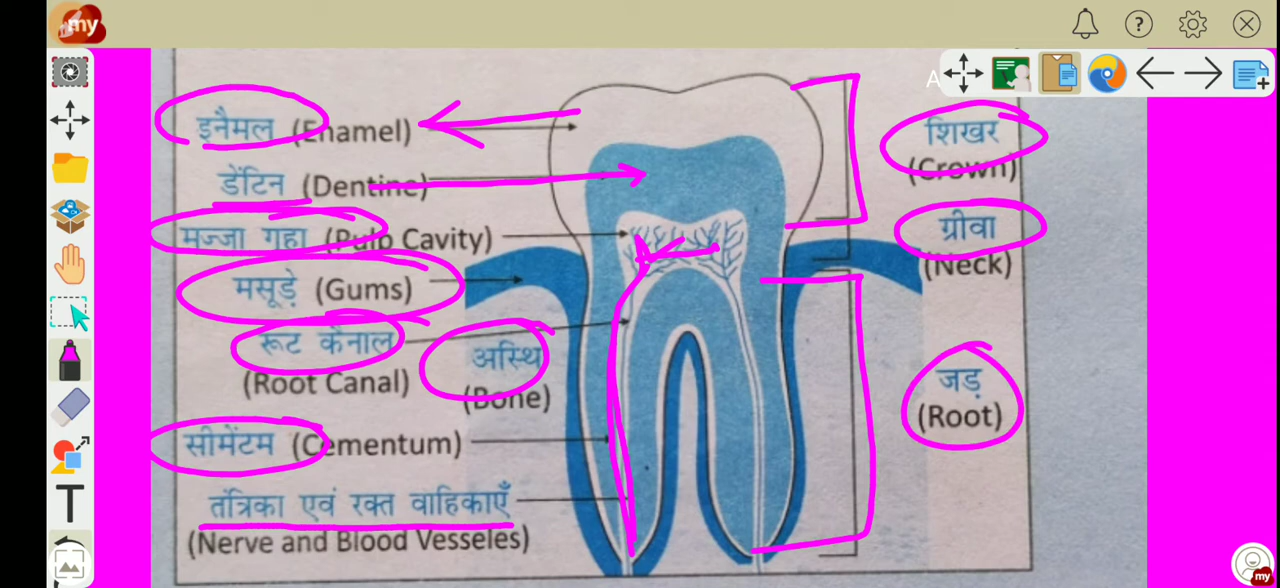 my
A
इनैमल (Enamel)
डेंटिन (Dentine)
मज्जा गुहा (Pulp Cavity)
मसूड़े (Gums)
रूट कैनाल
(Root Canal)
अस्थि
(Bone)
सीमेंटम (Cementum)
तंत्रिका एवं रक्त वाहिकाएँ
(Nerve and Blood Vesseles)
शिखर
(Crown)
ग्रीवा
(Neck)
जड़
(Root)
T
my